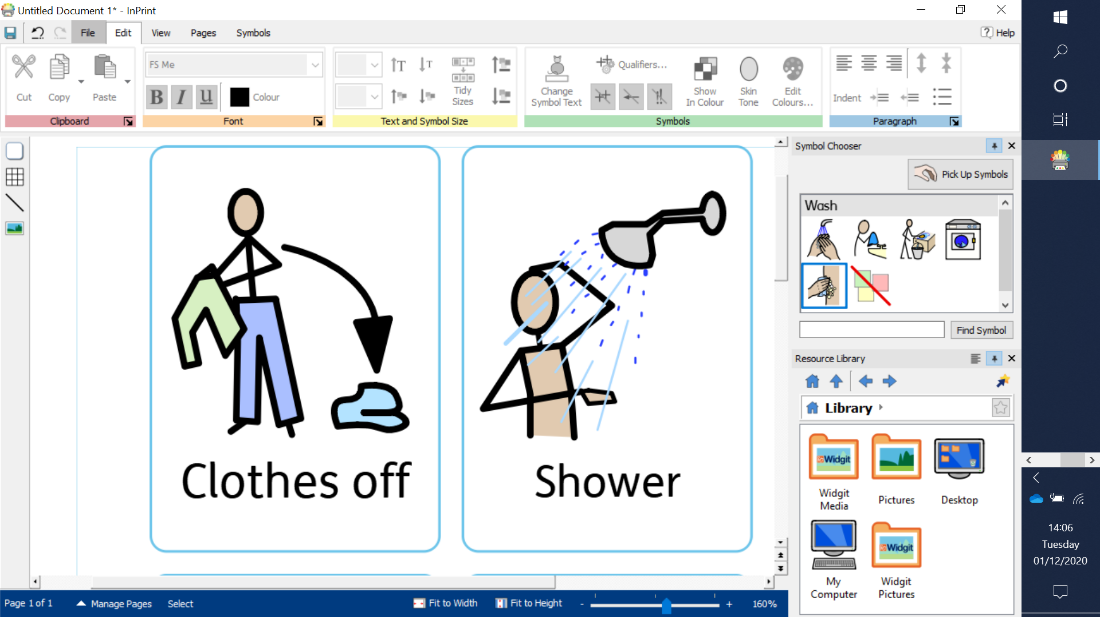 Untitled Document 1* - InPrint
File Edit View Pages Symbols
Help
Cut Copy Paste
Clipboard
FS Me
B I U Colour
Font
Tidy
Sizes
Text and Symbol Size
Change
Symbol Text
Qualifiers...
Show
In Colour
Skin
Tone
Edit
Colours...
Symbols
Indent
Paragraph
Clothes off
Shower
Symbol Chooser
Pick Up Symbols
Wash
Find Symbol
Resource Library
Library
Widgit
Widgit
Media
Pictures
Desktop
My
Computer
Widgit
Widgit
Pictures
Page 1 of 1 Manage Pages Select Fit to Width Fit to Height - + 160%
14:06
Tuesday
01/12/2020